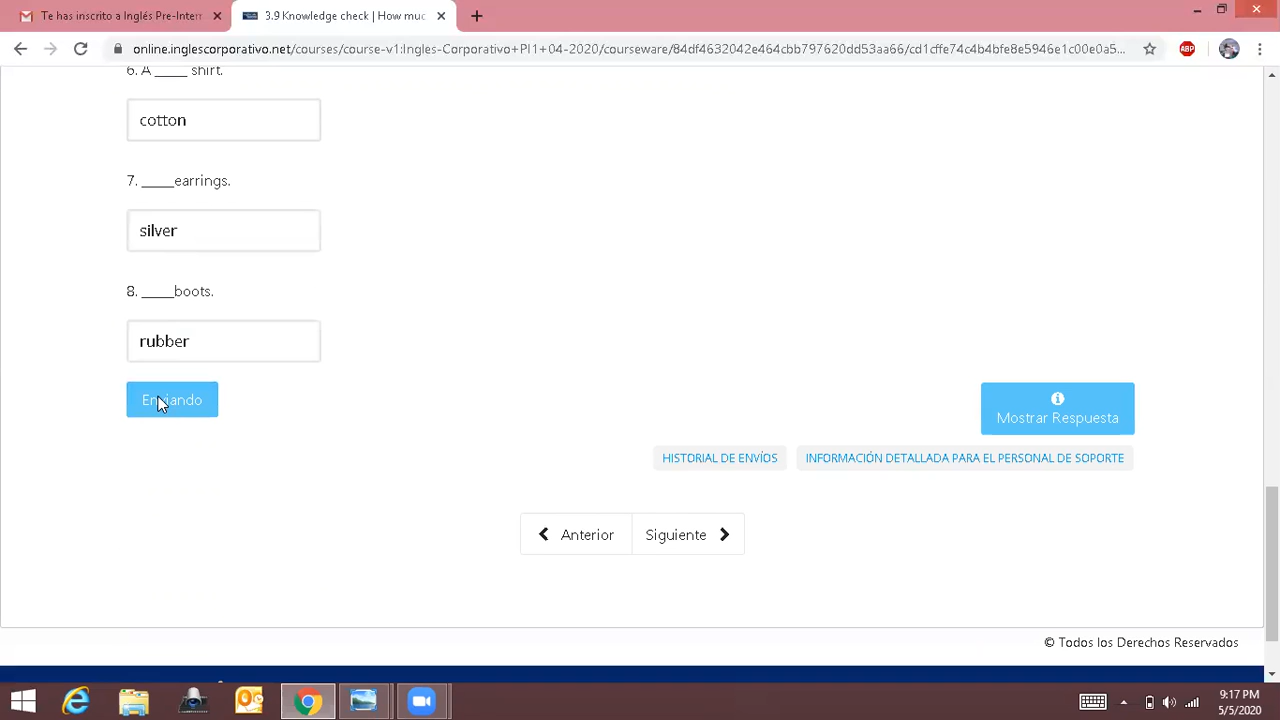 Te has inscrito a Inglés Pre-Interm
3.9 Knowledge check | How muc
online.inglescorporativo.net/courses/course-v1:Ingles-Corporativo+PI1+04-2020/courseware/84df4632042e464cbb797620dd53aa66/cd1cffe74c4b4bfe8e5946e1c00e0a5...
ABP
6. A _____ shirt.
cotton
7. _____earrings.
silver
8. _____boots.
rubber
Enviando
Mostrar Respuesta
HISTORIAL DE ENVÍOS
INFORMACIÓN DETALLADA PARA EL PERSONAL DE SOPORTE
Anterior
Siguiente
© Todos los Derechos Reservados
9:17 PM
5/5/2020